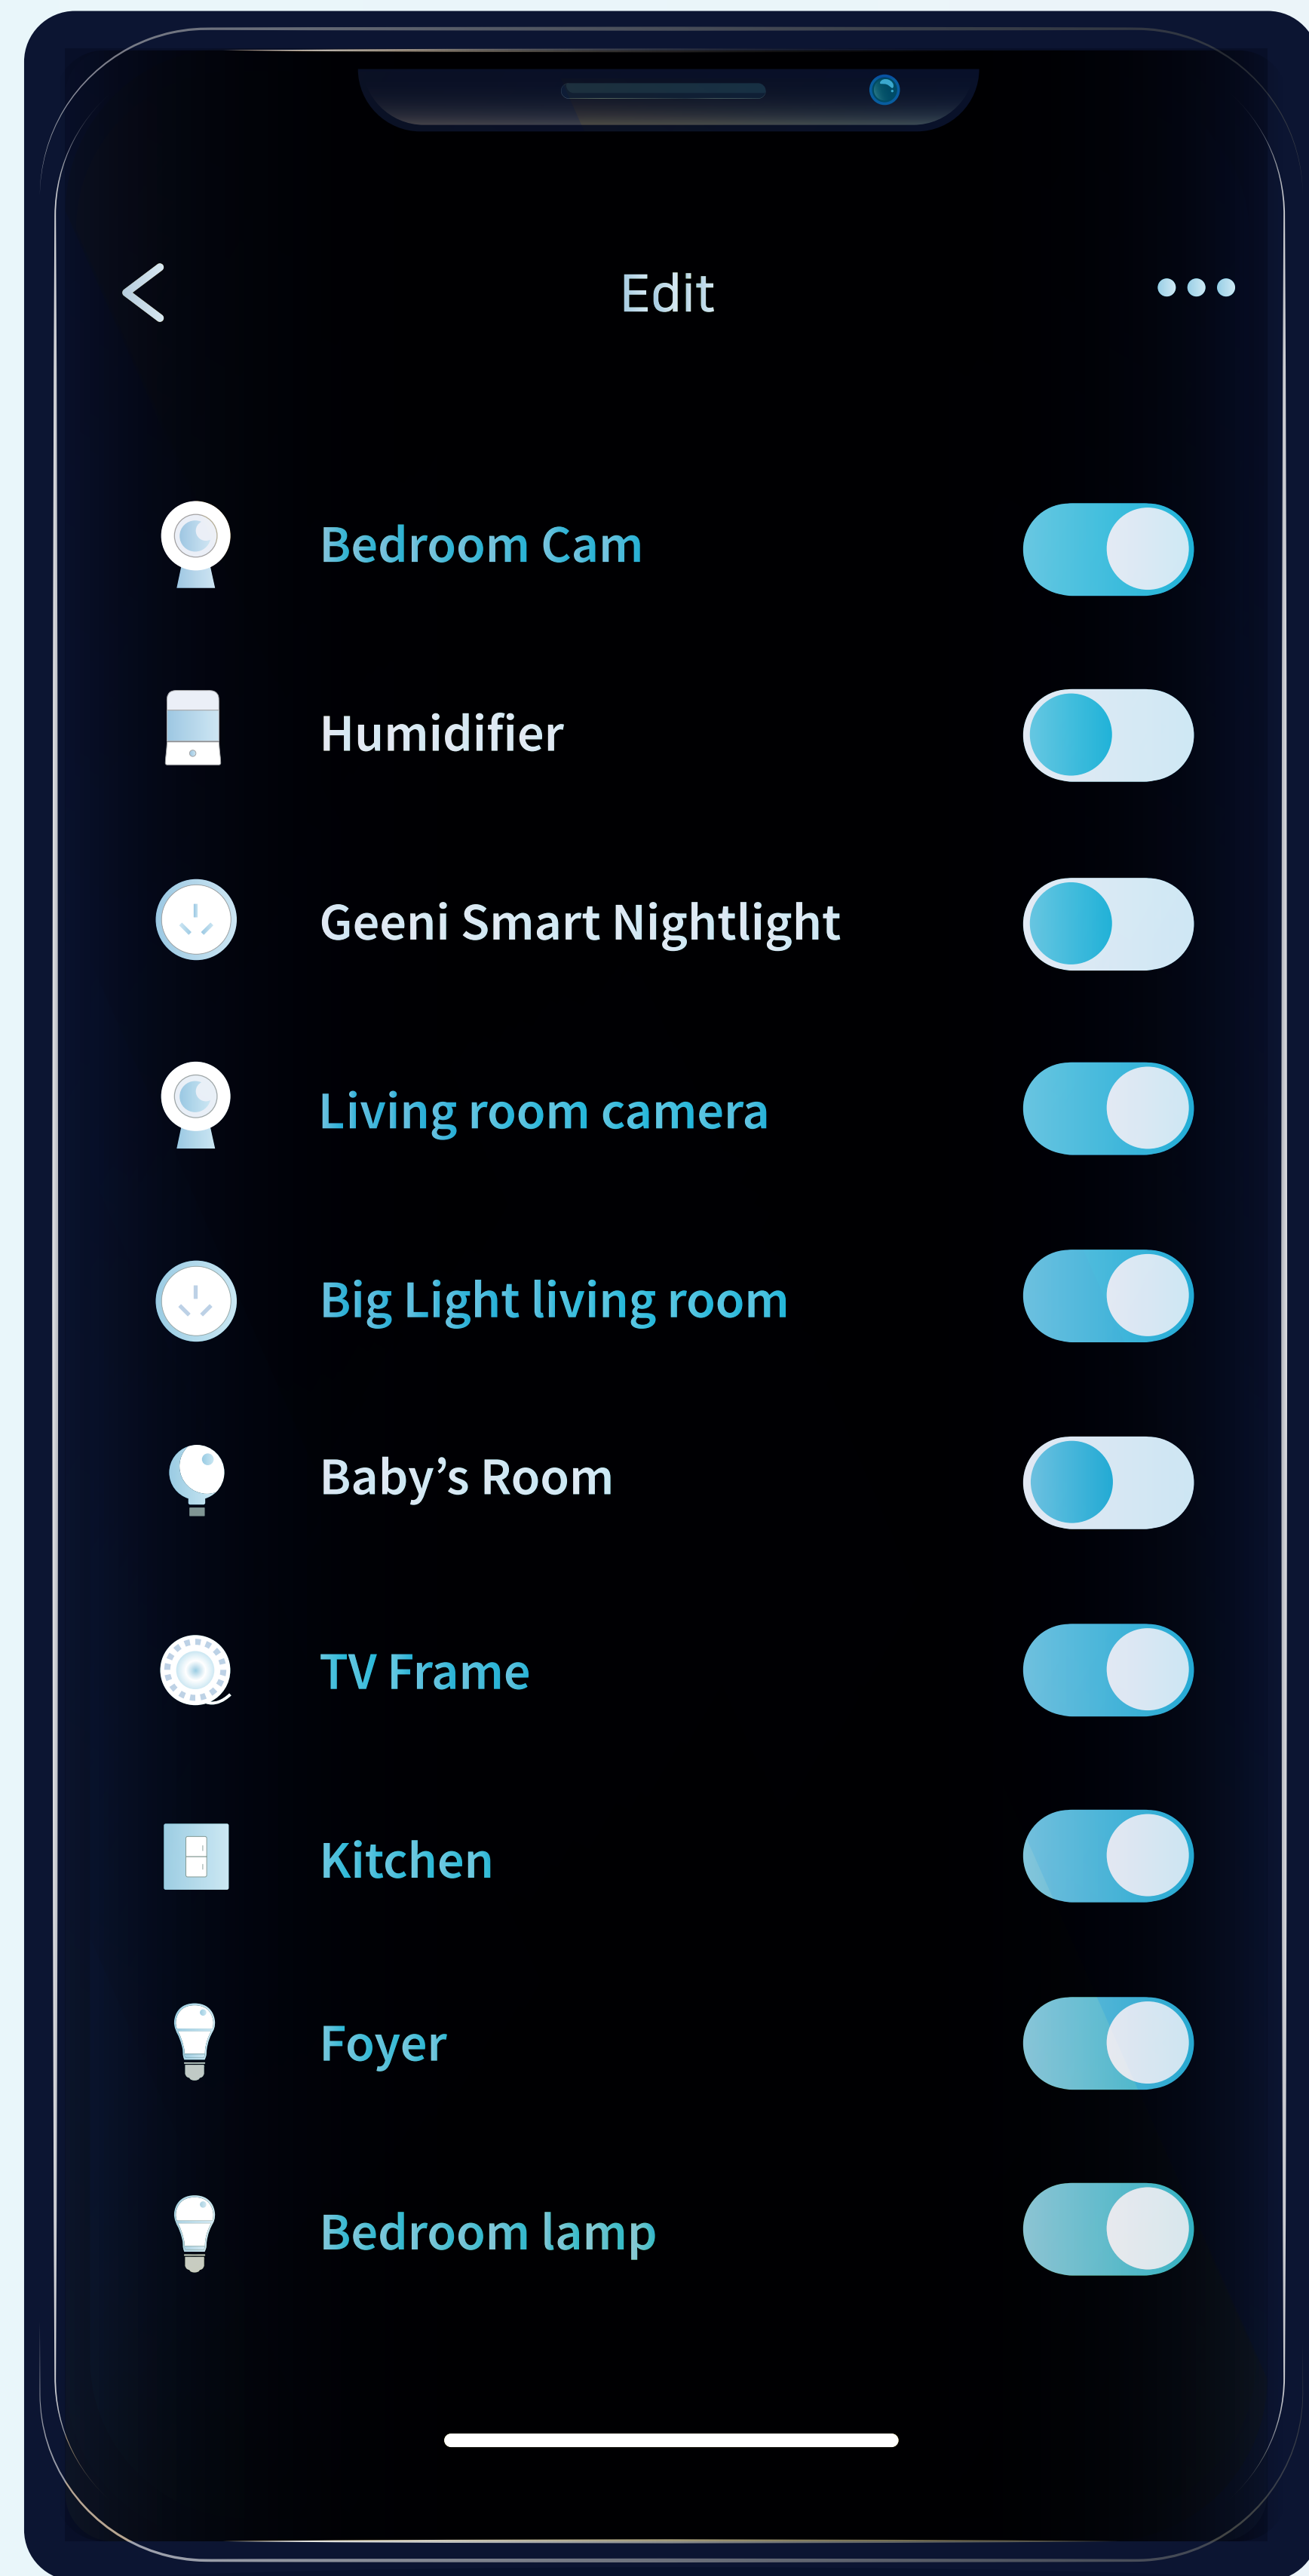 Edit
Bedroom Cam
Humidifier
Geeni Smart Nightlight
Living room camera
Big Light living room
Baby’s Room
TV Frame
Kitchen
Foyer
Bedroom lamp